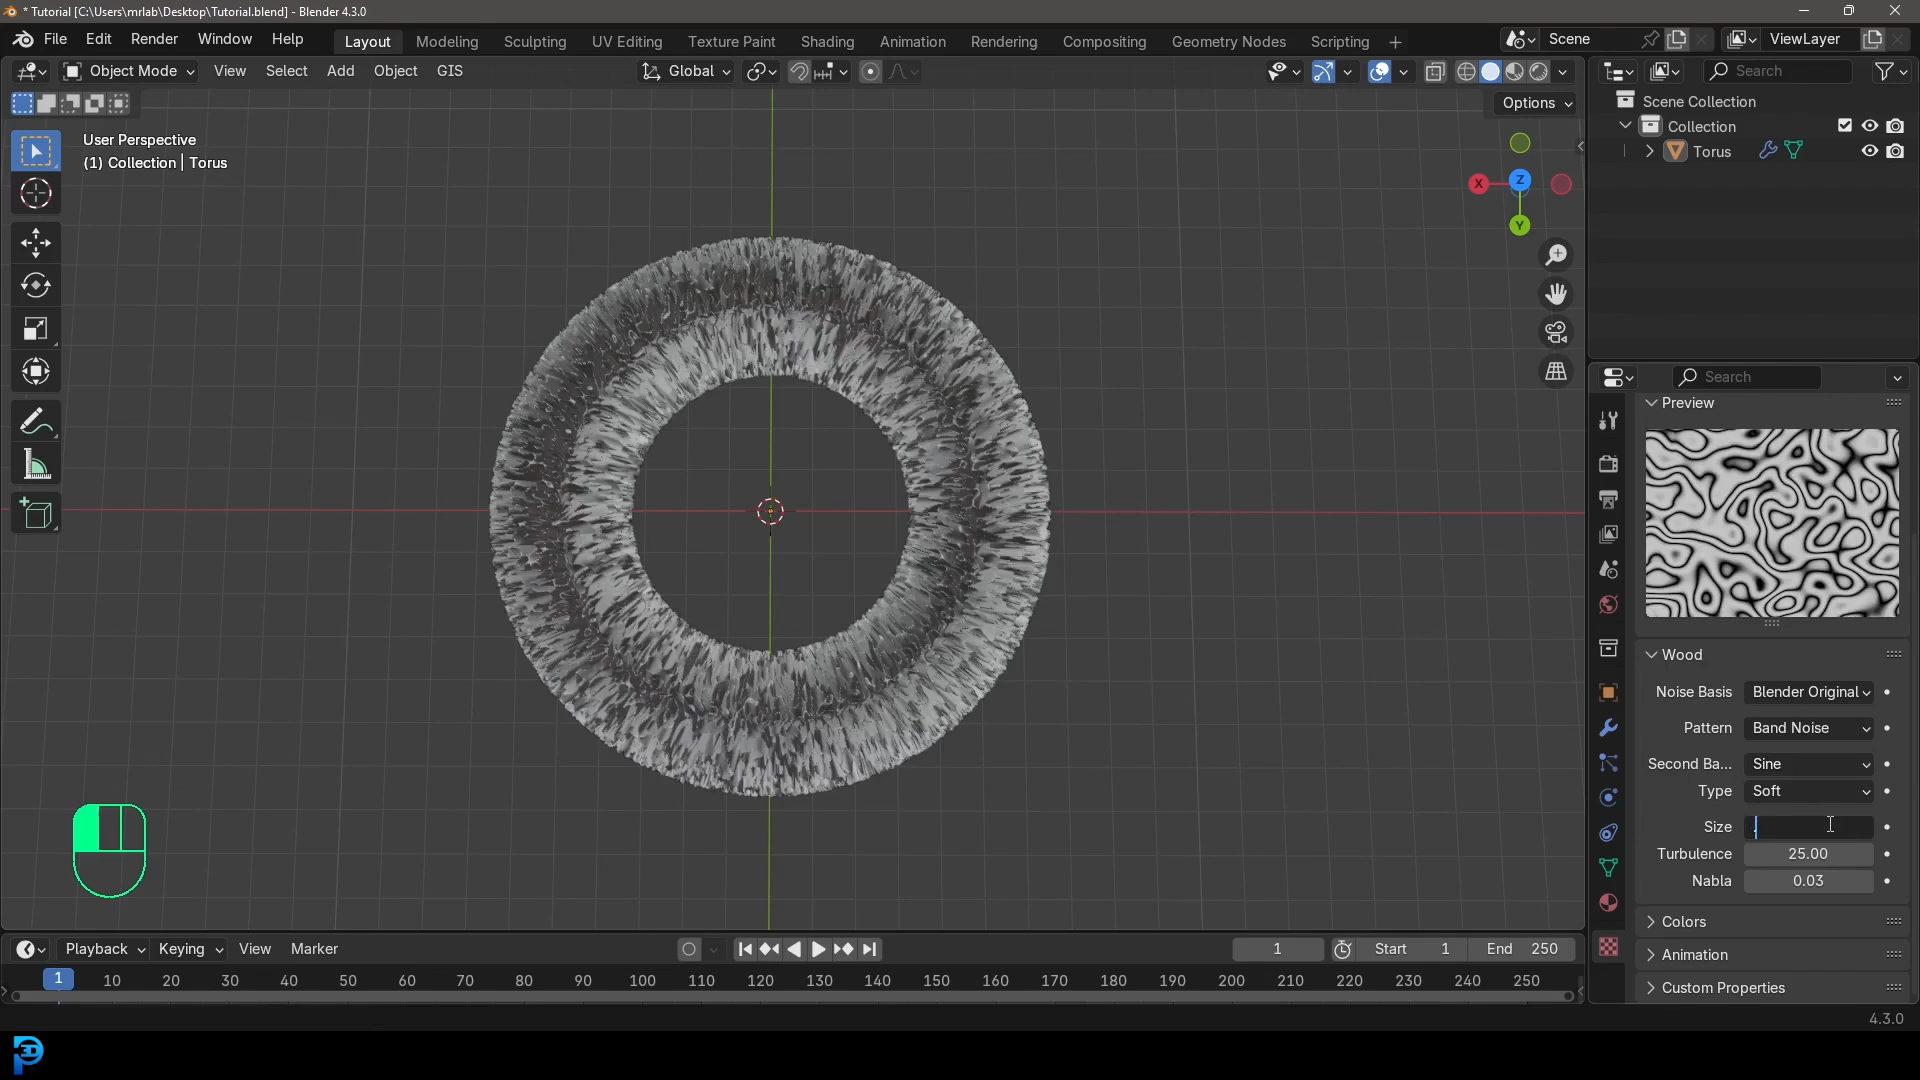 * Tutorial [C:\Users\mrlab\Desktop\Tutorial.blend] - Blender 4.3.0
File Edit Render Window Help Layout Modeling Sculpting UV Editing Texture Paint Shading Animation Rendering Compositing Geometry Nodes Scripting + Scene ViewLayer
Object Mode View Select Add Object GIS Global
Search
Options
User Perspective
(1) Collection | Torus
Scene Collection
Collection
Torus
X Z
Y
Search
Preview
Wood
Noise Basis Blender Original
Pattern Band Noise
Second Ba... Sine
Type Soft
Size .
Turbulence 25.00
Nabla 0.03
Colors
Animation
Custom Properties
Playback Keying View Marker 1 Start 1 End 250
1 10 20 30 40 50 60 70 80 90 100 110 120 130 140 150 160 170 180 190 200 210 220 230 240 250
4.3.0